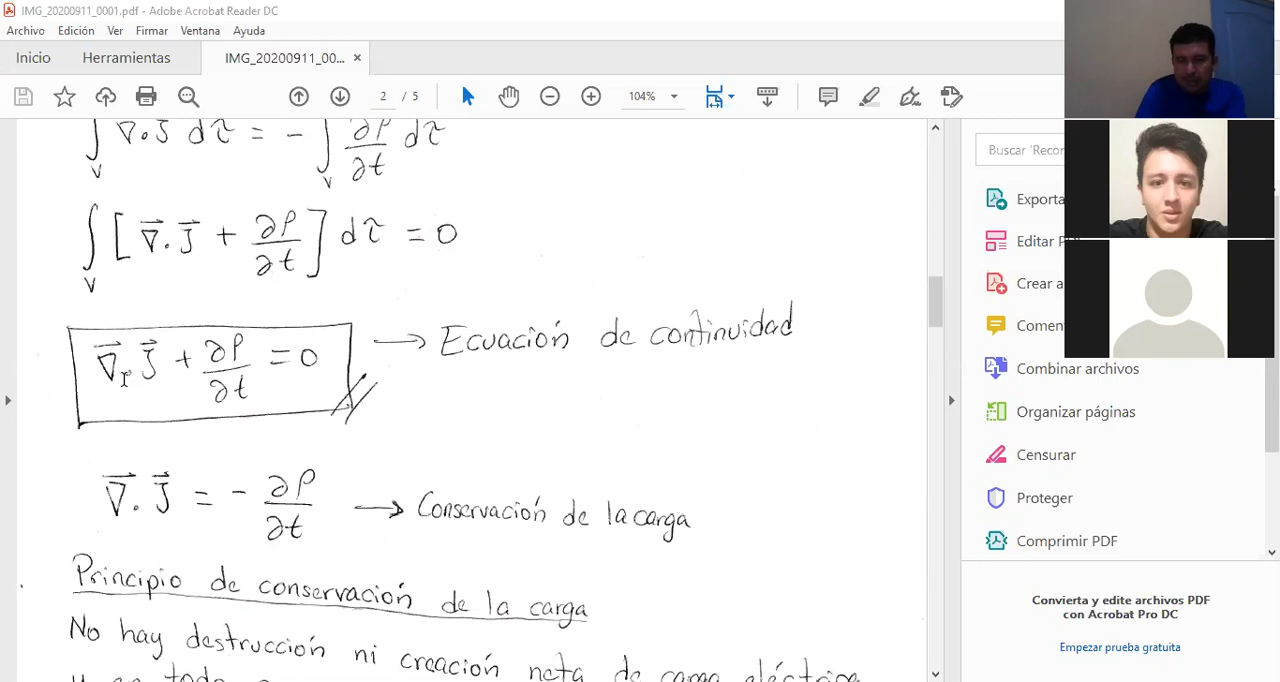 IMG_20200911_0001.pdf - Adobe Acrobat Reader DC
Archivo Edición Ver Firmar Ventana Ayuda
Inicio Herramientas IMG_20200911_00... ×
2 / 5 104%
∫_V ∇⃗.J⃗ dτ = - ∫_V ∂ρ/∂t dτ
∫_V [∇⃗.J⃗ + ∂ρ/∂t] dτ = 0
∇⃗.J⃗ + ∂ρ/∂t = 0 → Ecuación de continuidad
∇⃗.J⃗ = - ∂ρ/∂t → Conservación de la carga
Principio de conservación de la carga
No hay destrucción ni creación neta de carga eléctrica
Buscar 'Recor
Exporta
Editar P
Crear a
Comen
Combinar archivos
Organizar páginas
Censurar
Proteger
Comprimir PDF
Convierta y edite archivos PDF
con Acrobat Pro DC
Empezar prueba gratuita